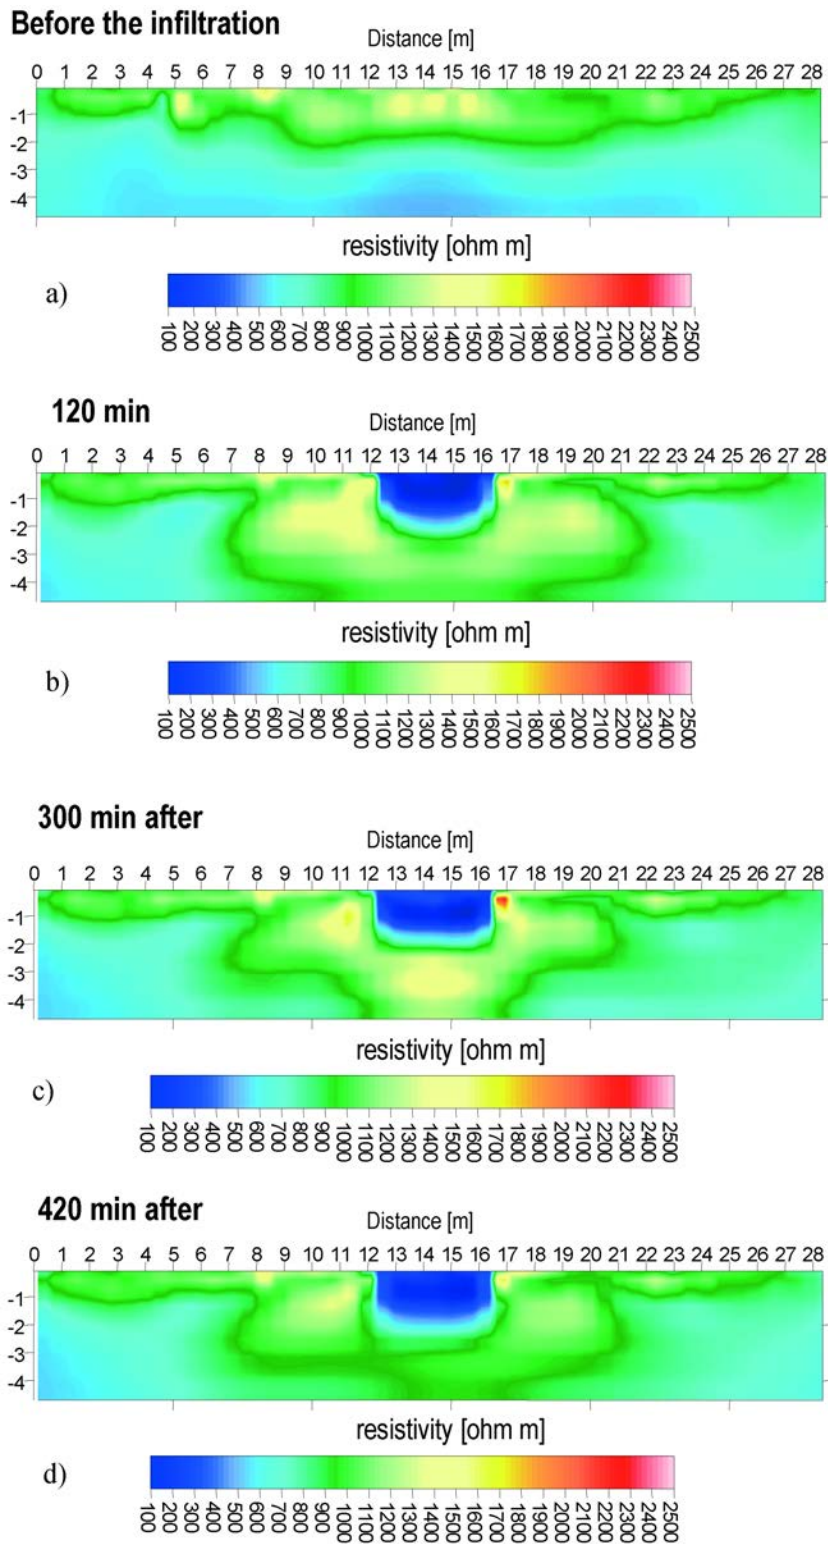 Before the infiltration
Distance [m]
0 1 2 3 4 5 6 7 8 9 10 11 12 13 14 15 16 17 18 19 20 21 22 23 24 25 26 27 28
-1
-2
-3
-4
resistivity [ohm m]
a)
100 200 300 400 500 600 700 800 900 1000 1100 1200 1300 1400 1500 1600 1700 1800 1900 2000 2100 2200 2300 2400 2500
120 min
Distance [m]
0 1 2 3 4 5 6 7 8 9 10 11 12 13 14 15 16 17 18 19 20 21 22 23 24 25 26 27 28
-1
-2
-3
-4
resistivity [ohm m]
b)
100 200 300 400 500 600 700 800 900 1000 1100 1200 1300 1400 1500 1600 1700 1800 1900 2000 2100 2200 2300 2400 2500
300 min after
Distance [m]
0 1 2 3 4 5 6 7 8 9 10 11 12 13 14 15 16 17 18 19 20 21 22 23 24 25 26 27 28
-1
-2
-3
-4
resistivity [ohm m]
c)
100 200 300 400 500 600 700 800 900 1000 1100 1200 1300 1400 1500 1600 1700 1800 1900 2000 2100 2200 2300 2400 2500
420 min after
Distance [m]
0 1 2 3 4 5 6 7 8 9 10 11 12 13 14 15 16 17 18 19 20 21 22 23 24 25 26 27 28
-1
-2
-3
-4
resistivity [ohm m]
d)
100 200 300 400 500 600 700 800 900 1000 1100 1200 1300 1400 1500 1600 1700 1800 1900 2000 2100 2200 2300 2400 2500